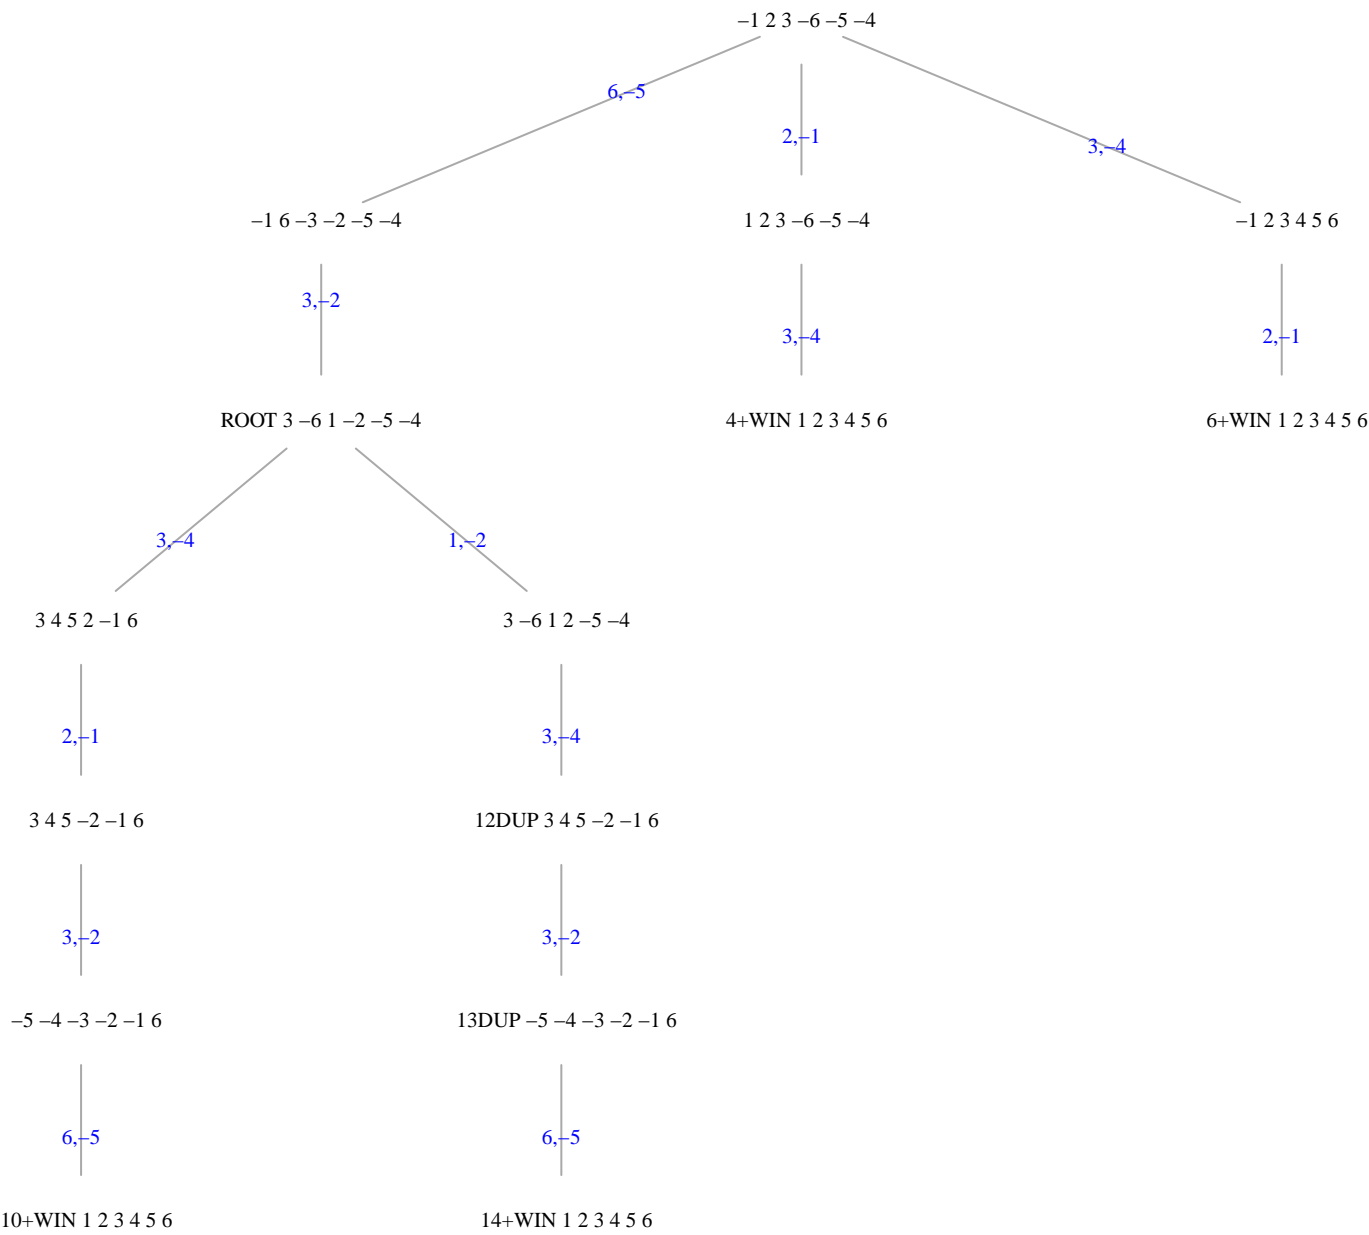 –1 2 3 –6 –5 –4
6,–5
2,–1
3,–4
–1 6 –3 –2 –5 –4
1 2 3 –6 –5 –4
–1 2 3 4 5 6
3,–2
3,–4
2,–1
ROOT 3 –6 1 –2 –5 –4
4+WIN 1 2 3 4 5 6
6+WIN 1 2 3 4 5 6
3,–4
1,–2
3 4 5 2 –1 6
3 –6 1 2 –5 –4
2,–1
3,–4
3 4 5 –2 –1 6
12DUP 3 4 5 –2 –1 6
3,–2
3,–2
–5 –4 –3 –2 –1 6
13DUP –5 –4 –3 –2 –1 6
6,–5
6,–5
10+WIN 1 2 3 4 5 6
14+WIN 1 2 3 4 5 6